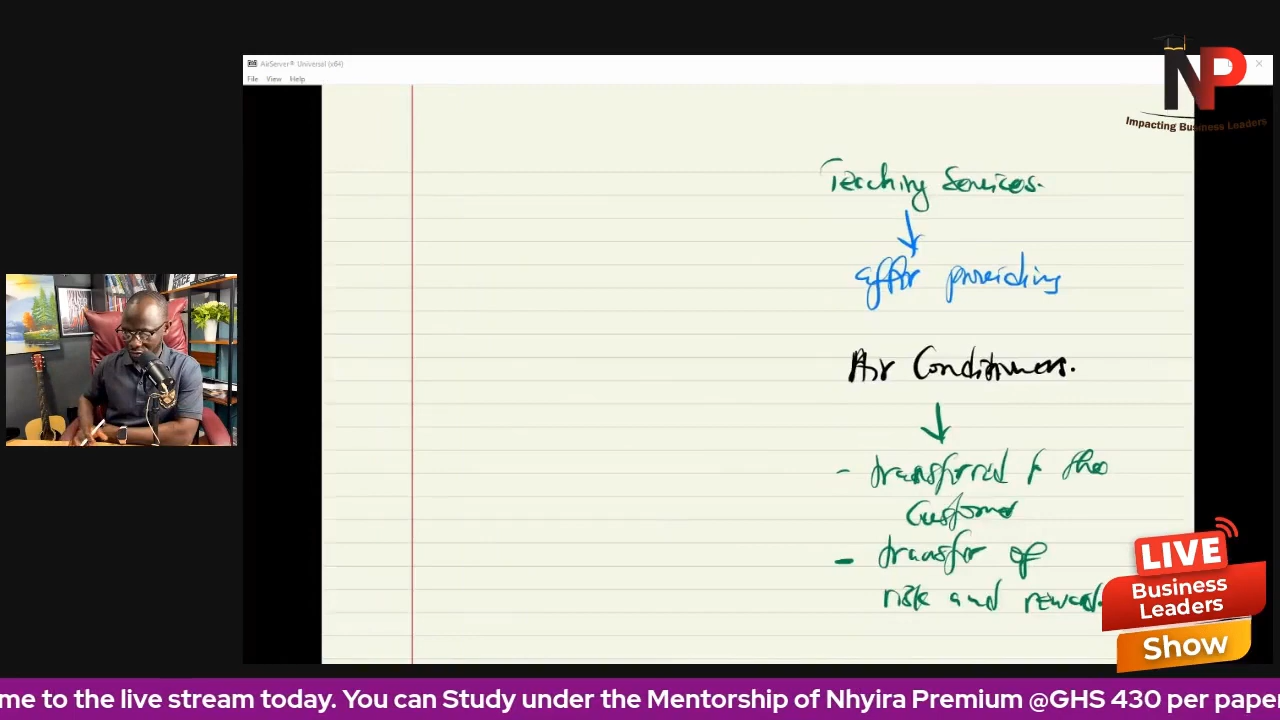 AirServer® Universal (x64)
File View Help
NP
Impacting Business Leaders
Teaching Services.
after providing
Air Conditioners.
- transferred to the
Customer
- transfer of
risk and reward.
LIVE
Business
Leaders
Show
me to the live stream today. You can Study under the Mentorship of Nhyira Premium @GHS 430 per paper